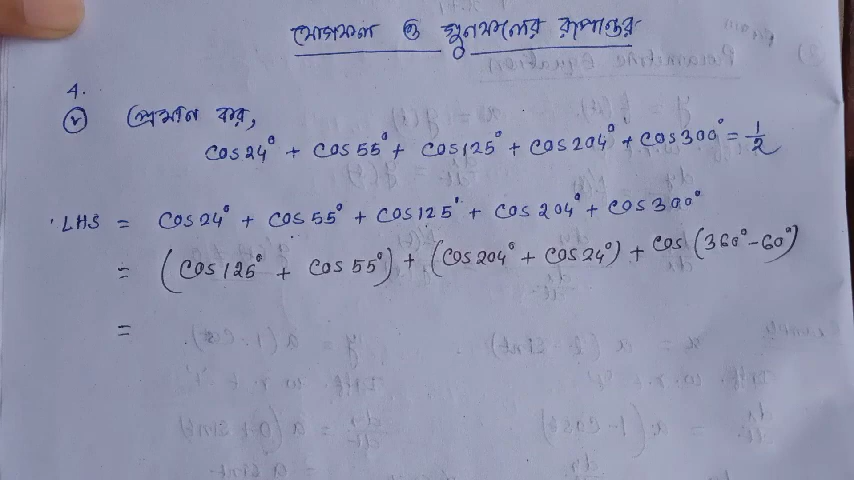 যোগফল ও গুনফলের রূপান্তর
4.
(v) প্রমান কর,
cos24° + cos55° + cos125° + cos204° + cos300° = 1/2
LHS = cos24° + cos55° + cos125° + cos204° + cos300°
= (cos125° + cos55°) + (cos204° + cos24°) + cos(360°-60°)
=